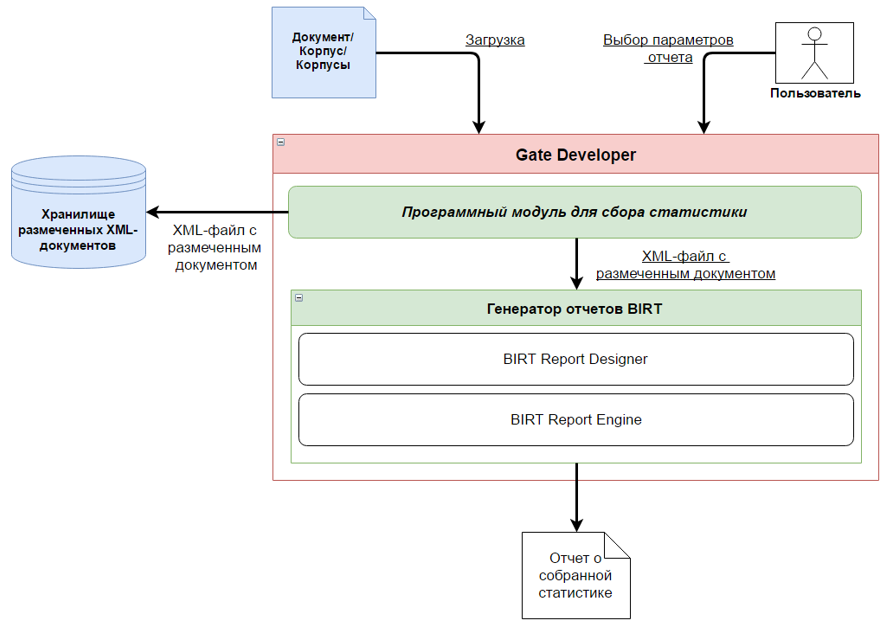 Документ/
Корпус/
Корпусы
Загрузка
Выбор параметров
отчета
Пользователь
Gate Developer
Программный модуль для сбора статистики
Хранилище
размеченных XML-
документов
XML-файл с
размеченным
документом
XML-файл с
размеченным документом
Генератор отчетов BIRT
BIRT Report Designer
BIRT Report Engine
Отчет о
собранной
статистике